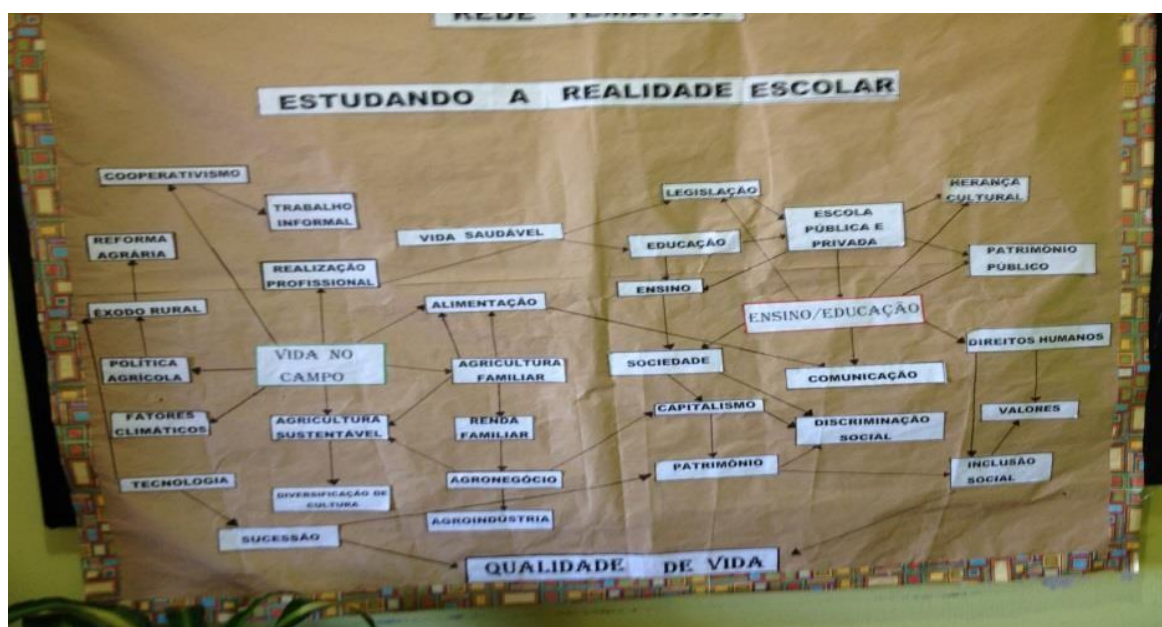 REDE TEMÁTICA
ESTUDANDO A REALIDADE ESCOLAR
COOPERATIVISMO
TRABALHO
INFORMAL
REFORMA
AGRÁRIA
REALIZAÇÃO
PROFISSIONAL
VIDA SAUDÁVEL
LEGISLAÇÃO
EDUCAÇÃO
ESCOLA
PÚBLICA E
PRIVADA
HERANÇA
CULTURAL
PATRIMÔNIO
PÚBLICO
ÊXODO RURAL
ALIMENTAÇÃO
ENSINO
ENSINO/EDUCAÇÃO
DIREITOS HUMANOS
POLÍTICA
AGRÍCOLA
VIDA NO
CAMPO
AGRICULTURA
FAMILIAR
SOCIEDADE
COMUNICAÇÃO
FATORES
CLIMÁTICOS
AGRICULTURA
SUSTENTÁVEL
RENDA
FAMILIAR
CAPITALISMO
DISCRIMINAÇÃO
SOCIAL
VALORES
TECNOLOGIA
DIVERSIFICAÇÃO DE
CULTURA
AGRONEGÓCIO
PATRIMÔNIO
INCLUSÃO
SOCIAL
SUCESSÃO
AGROINDÚSTRIA
QUALIDADE DE VIDA